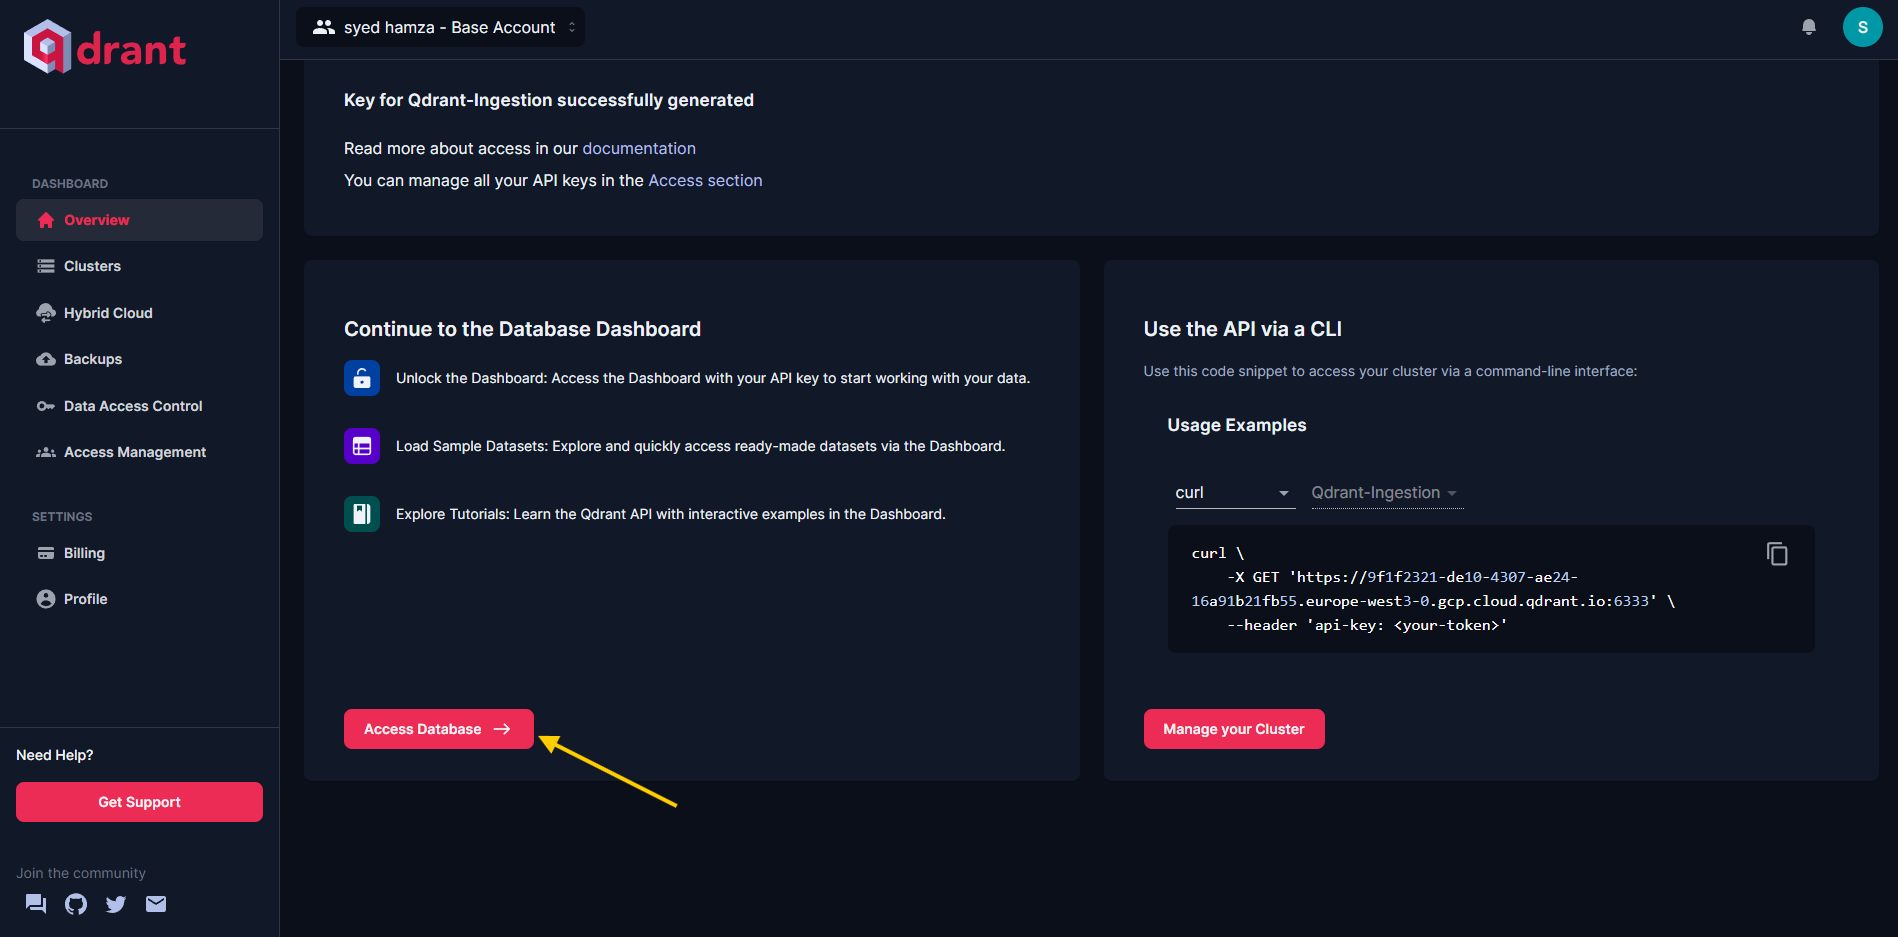 qdrant
syed hamza - Base Account
S
DASHBOARD
Overview
Clusters
Hybrid Cloud
Backups
Data Access Control
Access Management
SETTINGS
Billing
Profile
Need Help?
Get Support
Join the community
Key for Qdrant-Ingestion successfully generated
Read more about access in our documentation
You can manage all your API keys in the Access section
Continue to the Database Dashboard
Unlock the Dashboard: Access the Dashboard with your API key to start working with your data.
Load Sample Datasets: Explore and quickly access ready-made datasets via the Dashboard.
Explore Tutorials: Learn the Qdrant API with interactive examples in the Dashboard.
Access Database
Use the API via a CLI
Use this code snippet to access your cluster via a command-line interface:
Usage Examples
curl Qdrant-Ingestion
curl \
-X GET 'https://9f1f2321-de10-4307-ae24-
16a91b21fb55.europe-west3-0.gcp.cloud.qdrant.io:6333' \
--header 'api-key: <your-token>'
Manage your Cluster